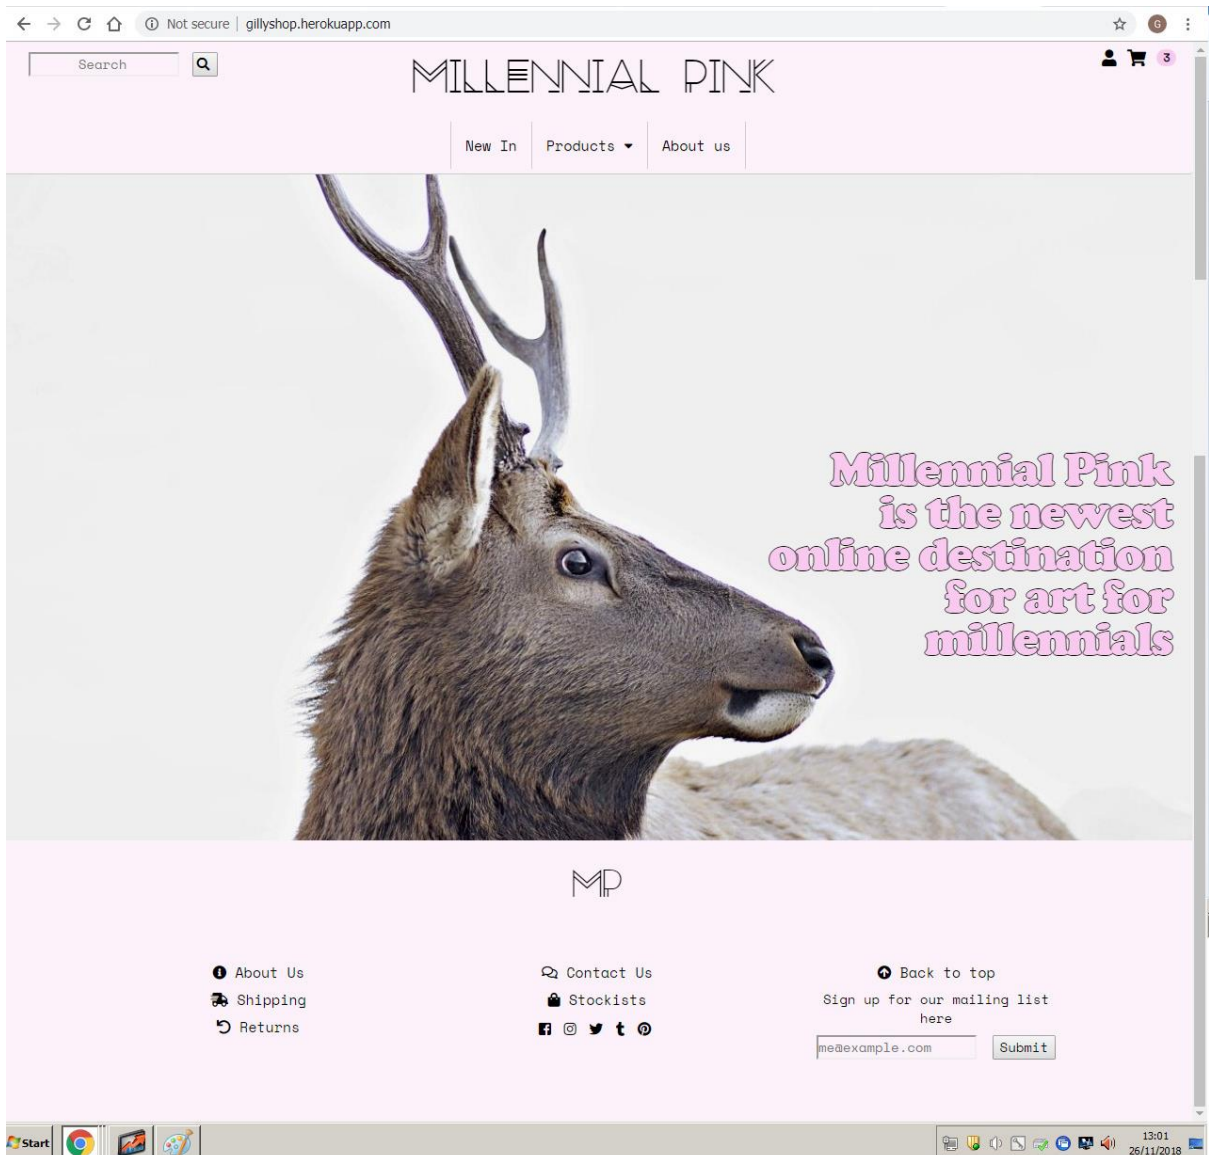 Not secure | gillyshop.herokuapp.com
G
Search
MILLENNIAL PINK
3
New In
Products
About us
Millennial Pink
is the newest
online destination
for art for
millennials
MP
About Us
Contact Us
Back to top
Shipping
Stockists
Sign up for our mailing list
here
Returns
me@example.com
Submit
Start
13:01
26/11/2018